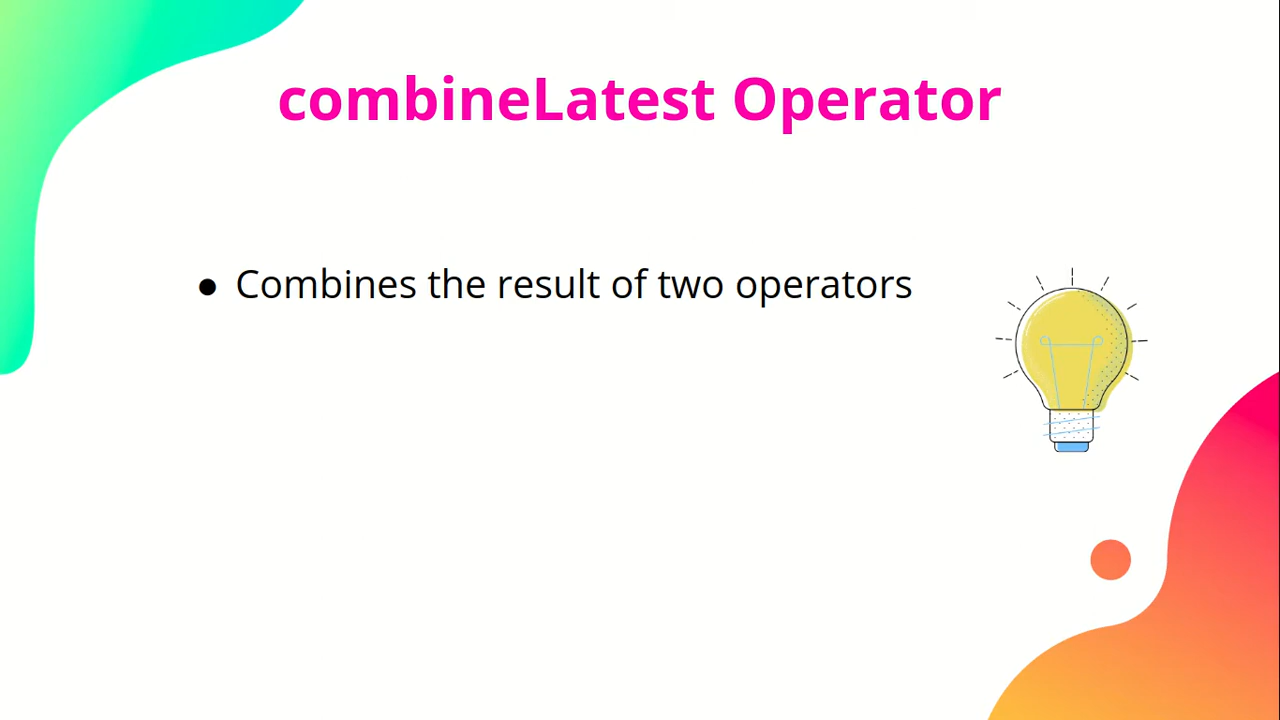 combineLatest Operator
● Combines the result of two operators